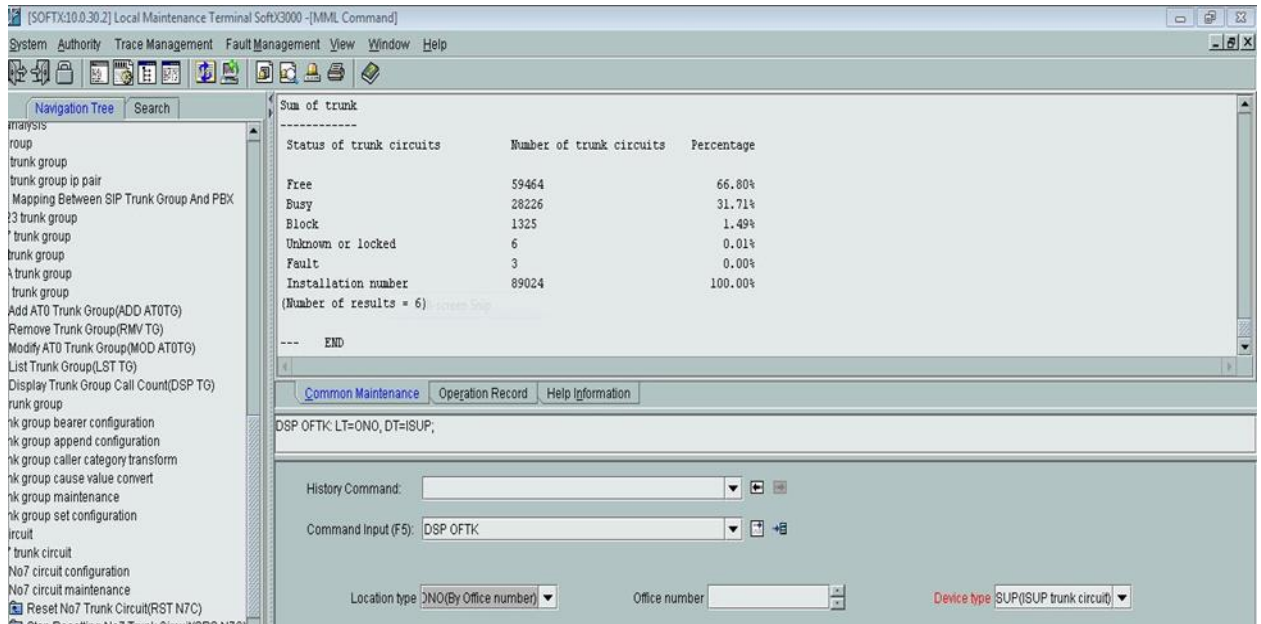 [SOFTX:10.0.30.2] Local Maintenance Terminal SoftX3000 -[MML Command]
System Authority Trace Management Fault Management View Window Help
Navigation Tree Search
analysis
roup
trunk group
trunk group ip pair
Mapping Between SIP Trunk Group And PBX
23 trunk group
trunk group
trunk group
trunk group
trunk group
Add AT0 Trunk Group(ADD AT0TG)
Remove Trunk Group(RMV TG)
Modify AT0 Trunk Group(MOD AT0TG)
List Trunk Group(LST TG)
Display Trunk Group Call Count(DSP TG)
runk group
nk group bearer configuration
nk group append configuration
nk group caller category transform
nk group cause value convert
nk group maintenance
nk group set configuration
ircuit
trunk circuit
No7 circuit configuration
No7 circuit maintenance
Reset No7 Trunk Circuit(RST N7C)
Sum of trunk
------------
Status of trunk circuits Number of trunk circuits Percentage
Free 59464 66.80%
Busy 28226 31.71%
Block 1325 1.49%
Unknown or locked 6 0.01%
Fault 3 0.00%
Installation number 89024 100.00%
(Number of results = 6)
--- END
Common Maintenance Operation Record Help Information
DSP OFTK: LT=ONO, DT=ISUP;
History Command:
Command Input (F5): DSP OFTK
Location type ONO(By Office number) Office number Device type SUP(ISUP trunk circuit)